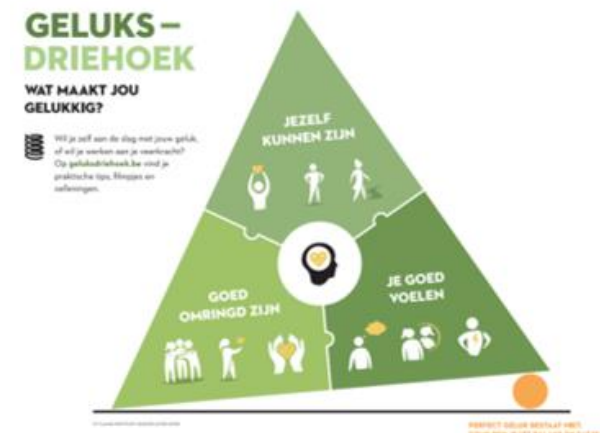 GELUKS–
DRIEHOEK
WAT MAAKT JOU
GELUKKIG?
Wil je zelf aan de slag met jouw geluk,
of wil je werken aan je veerkracht?
Op geluksdriehoek.be vind je
praktische tips, filmpjes en
oefeningen.
JEZELF
KUNNEN ZIJN
GOED
OMRINGD ZIJN
JE GOED
VOELEN
PERFECT GELUK BESTAAT NIET.